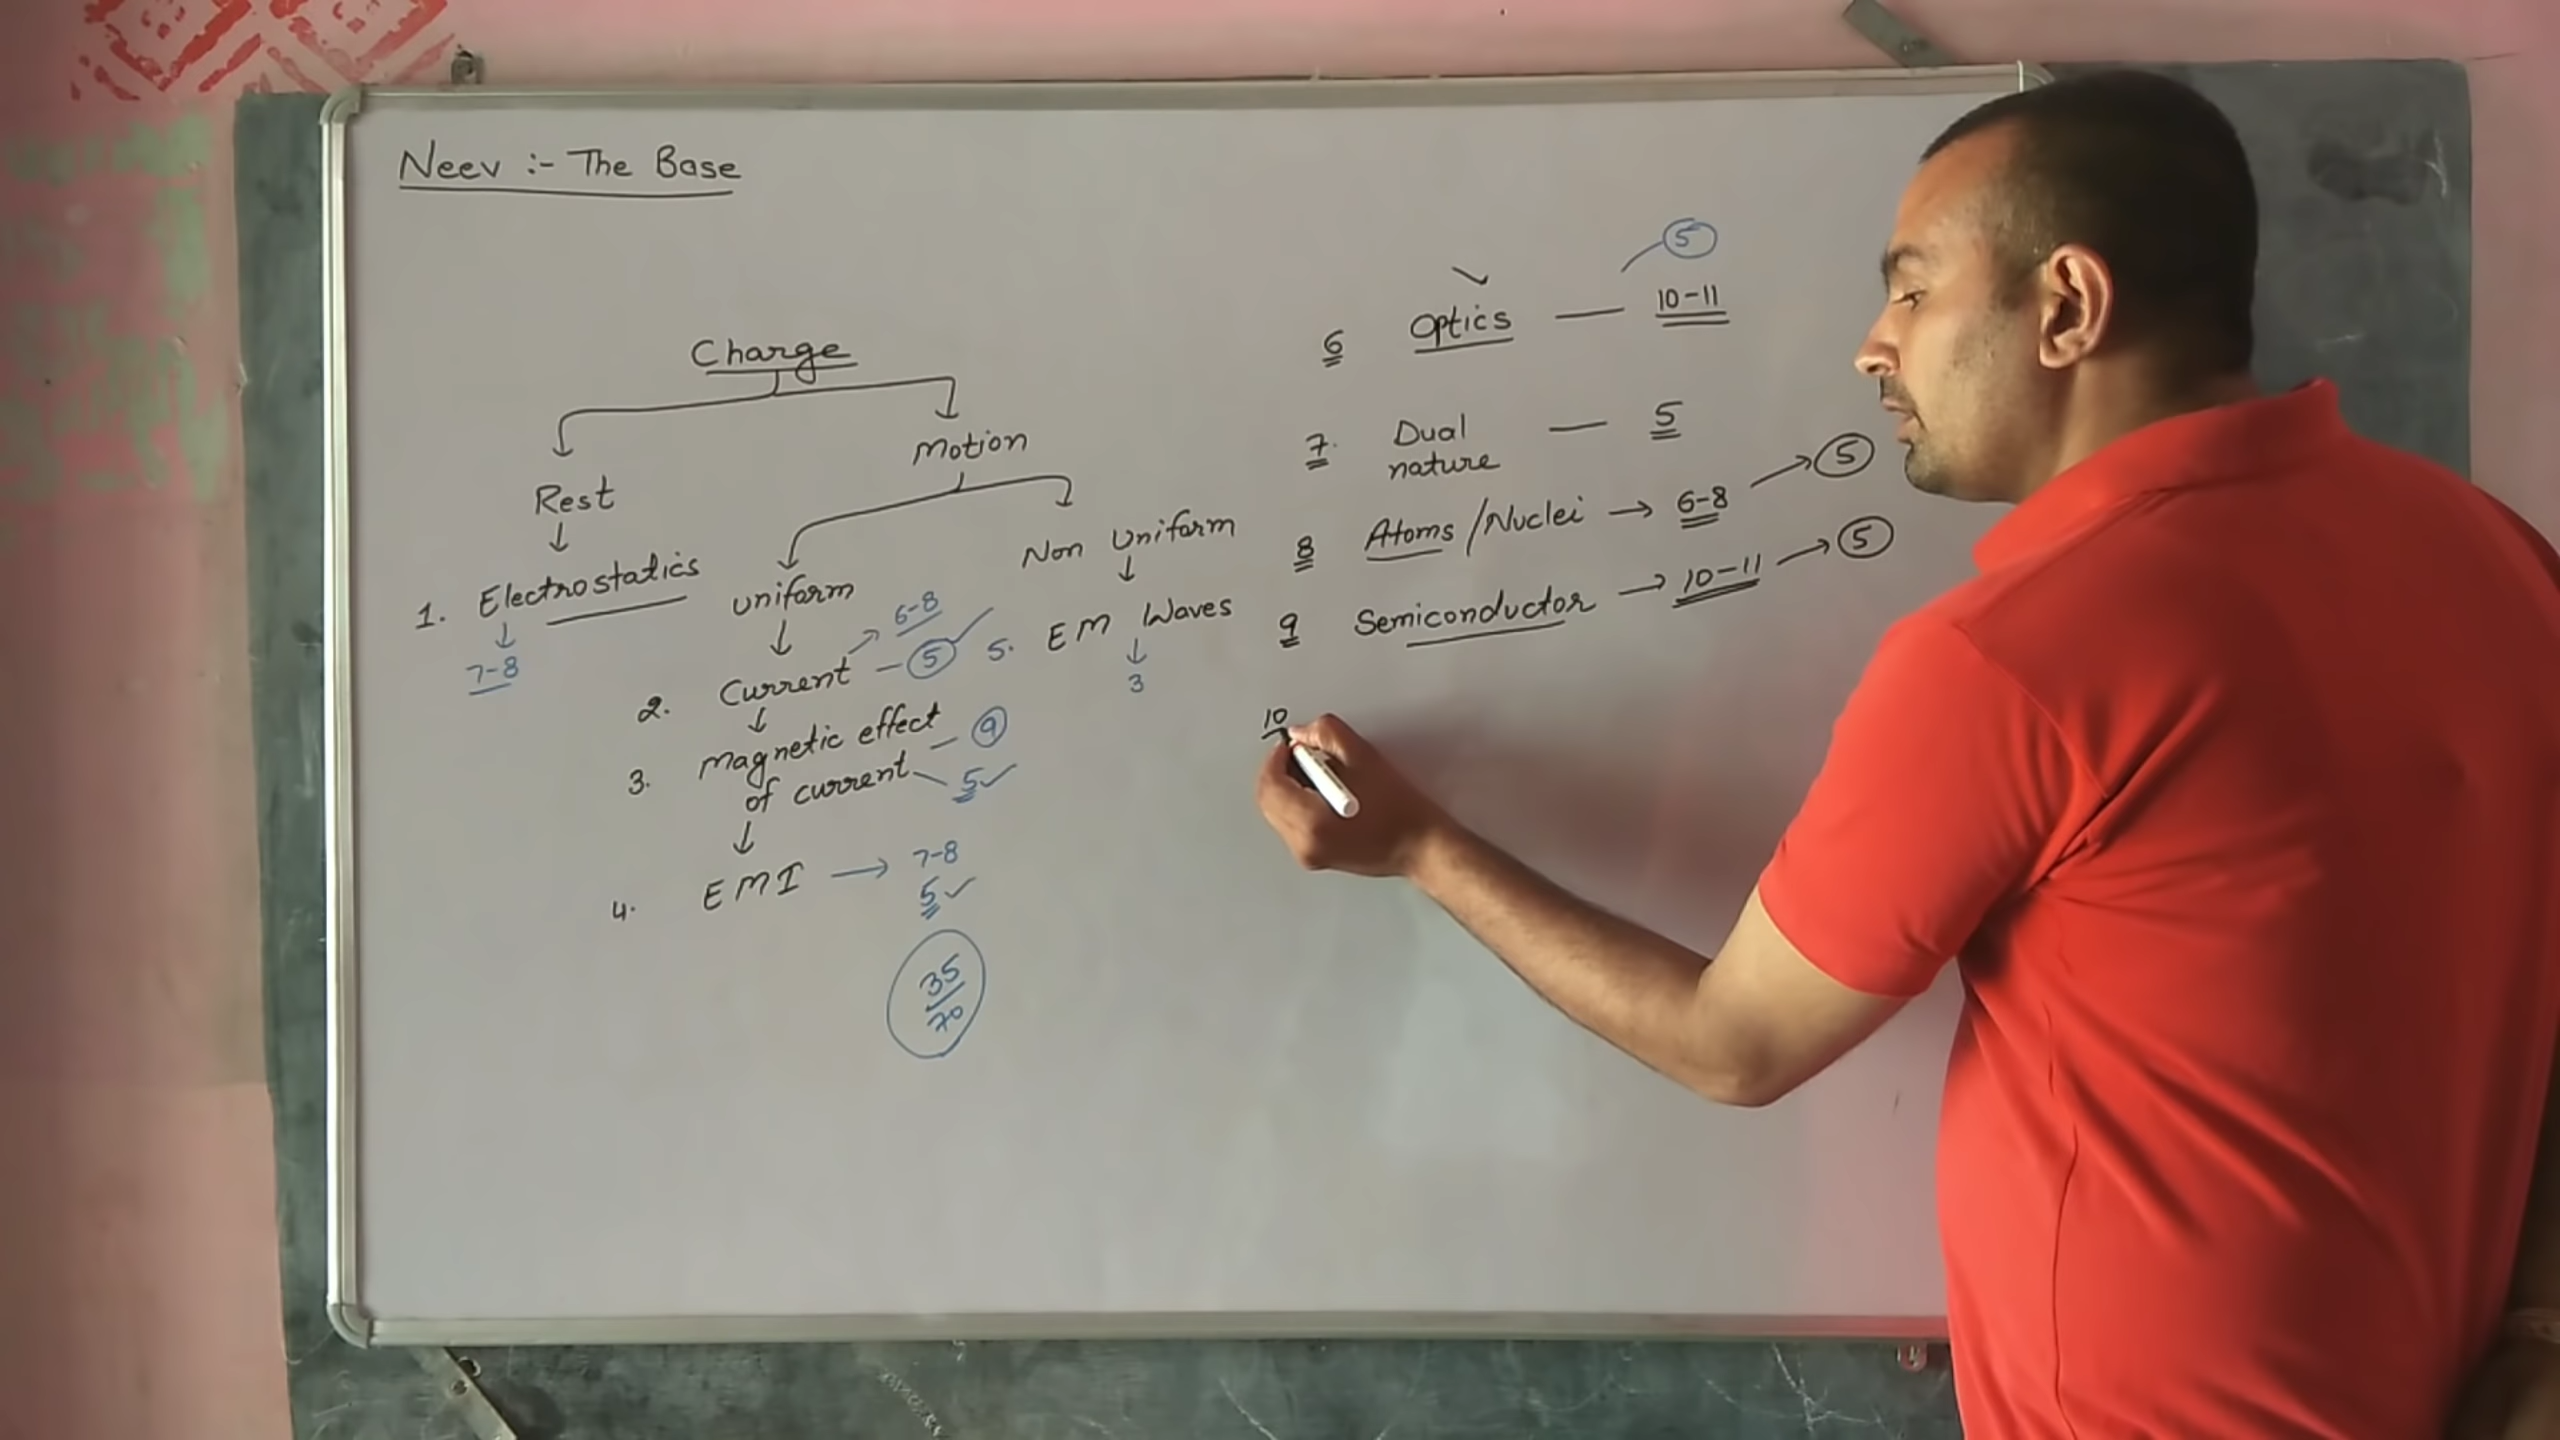 Neev :- The Base
Charge
Rest
Motion
Electrostatics
1.
7-8
uniform
Non Uniform
2. Current - 5
6-8
3. Magnetic effect - 9
of current 5 ✓
4. EMI → 7-8
5 ✓
35/70
5. EM Waves
3
6 Optics — 10-11
5
7. Dual — 5
nature
8 Atoms/Nuclei → 6-8 → 5
9 Semiconductor → 10-11 → 5
10